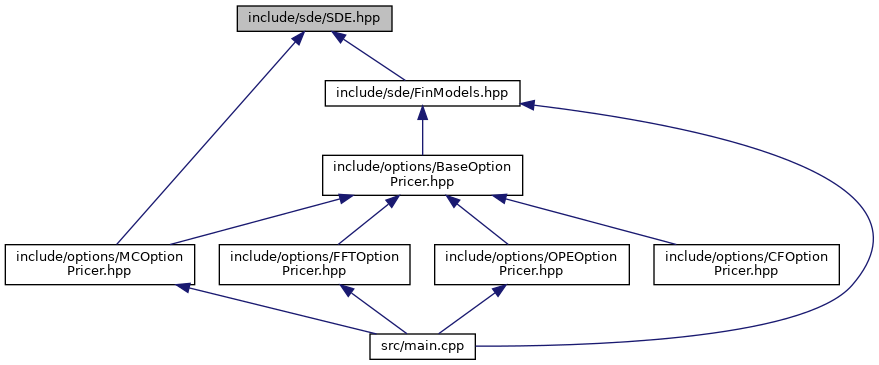 include/sde/SDE.hpp
include/sde/FinModels.hpp
include/options/BaseOption
Pricer.hpp
include/options/MCOption
Pricer.hpp
include/options/FFTOption
Pricer.hpp
include/options/OPEOption
Pricer.hpp
include/options/CFOption
Pricer.hpp
src/main.cpp